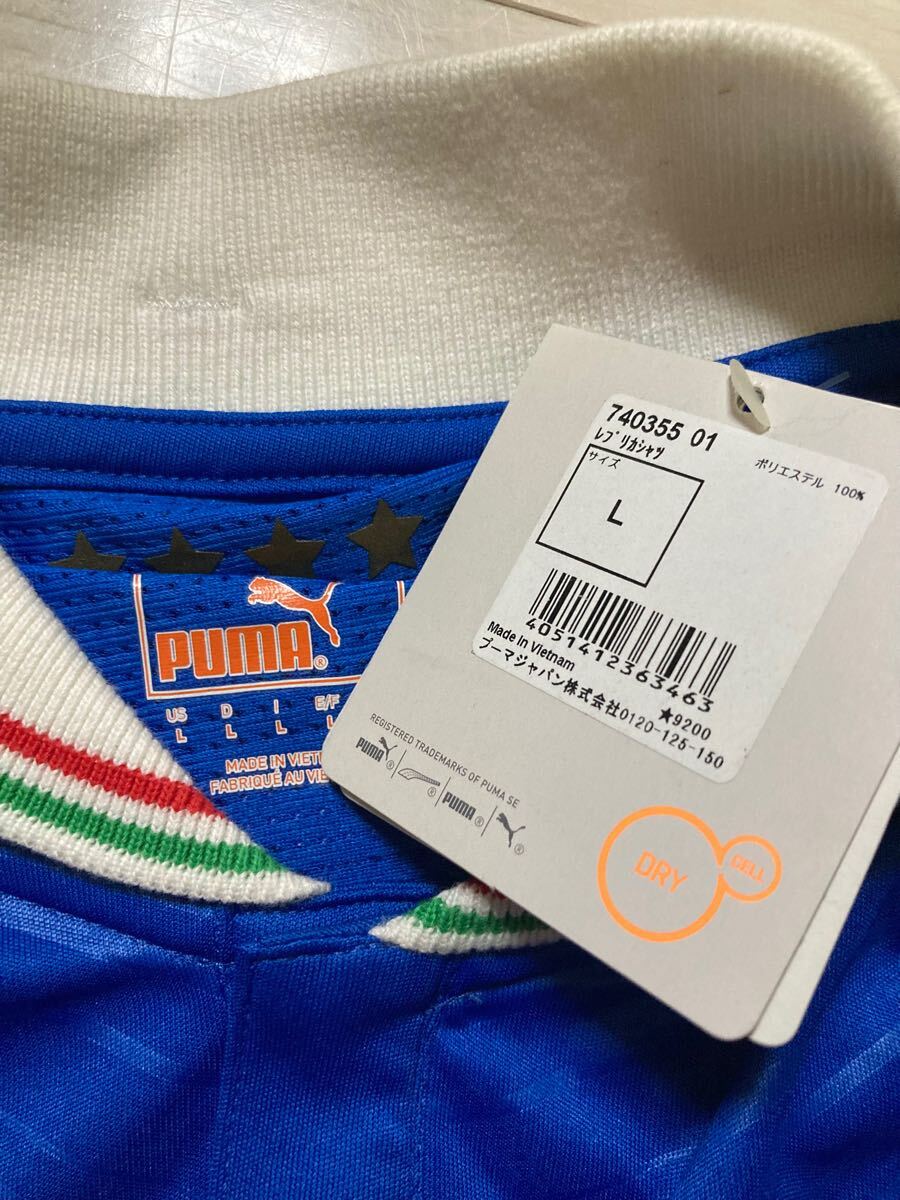 740355 01
ﾚﾌﾟﾘｶｼｬﾂ
サイズ
ポリエステル 100%
L
4051412363463
Made in Vietnam
★9200
プーマジャパン株式会社0120-125-150
REGISTERED TRADEMARKS OF PUMA SE
PUMA® ® PUMA® ®
DRY CELL
PUMA®
US D I E/F
L L L L
MADE IN VIET
FABRIQUÉ AU VIE